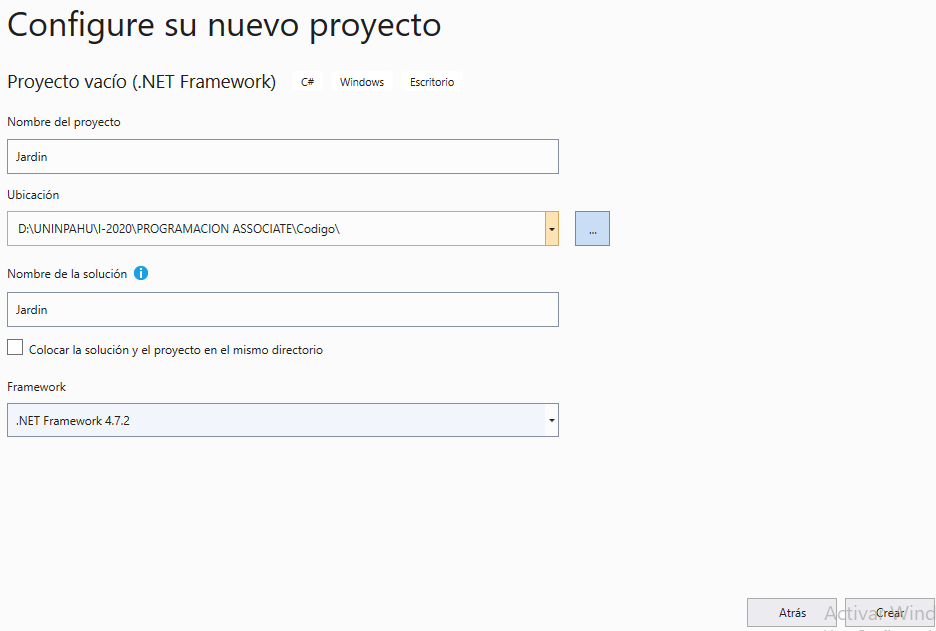 Configure su nuevo proyecto
Proyecto vacío (.NET Framework) C# Windows Escritorio
Nombre del proyecto
Jardin
Ubicación
D:\UNINPAHU\I-2020\PROGRAMACION ASSOCIATE\Codigo\
...
Nombre de la solución i
Jardin
Colocar la solución y el proyecto en el mismo directorio
Framework
.NET Framework 4.7.2
Atrás Crear
Activar Wind